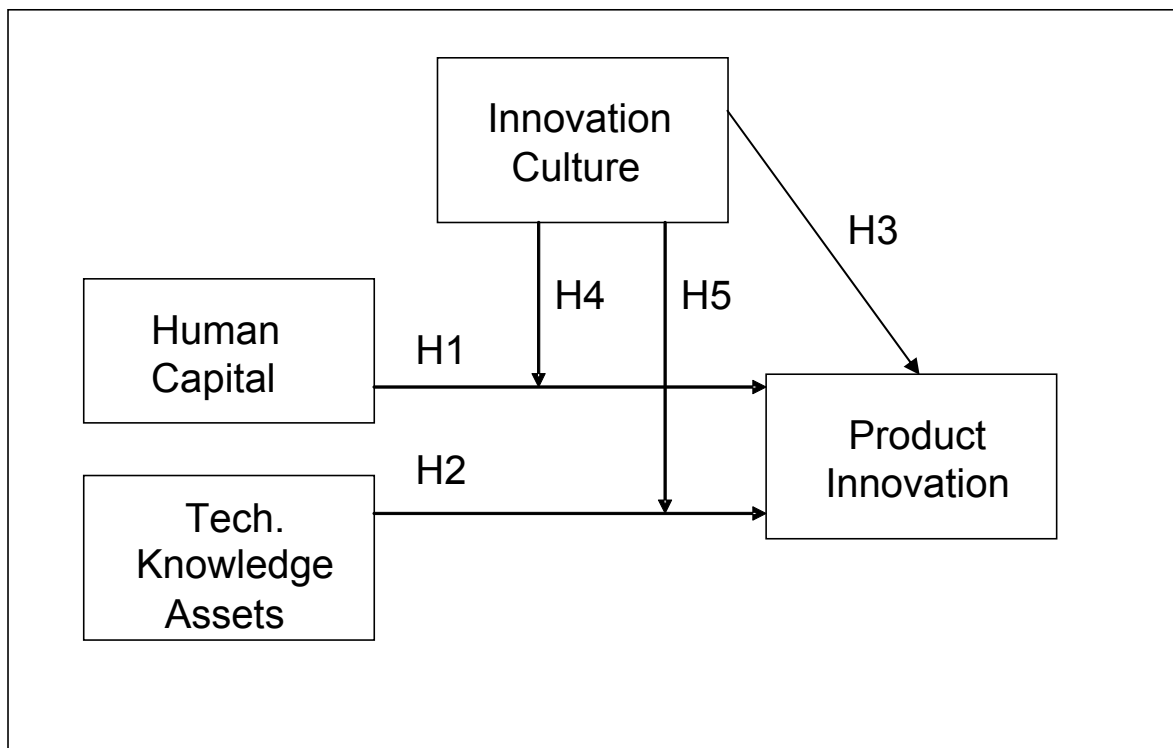 Innovation
Culture
H3
H4
H5
Human
Capital
H1
Product
Innovation
H2
Tech.
Knowledge
Assets